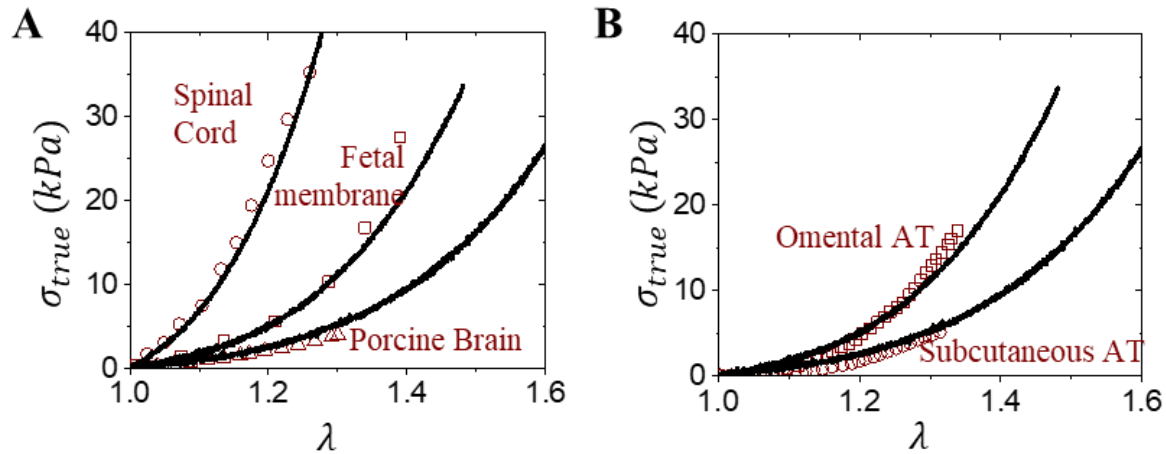 A
40
30
20
10
0
σ_true (kPa)
Spinal
Cord
Fetal
membrane
Porcine Brain
1.0 1.2 1.4 1.6
λ
B
40
30
20
10
0
σ_true (kPa)
Omental AT
Subcutaneous AT
1.0 1.2 1.4 1.6
λ